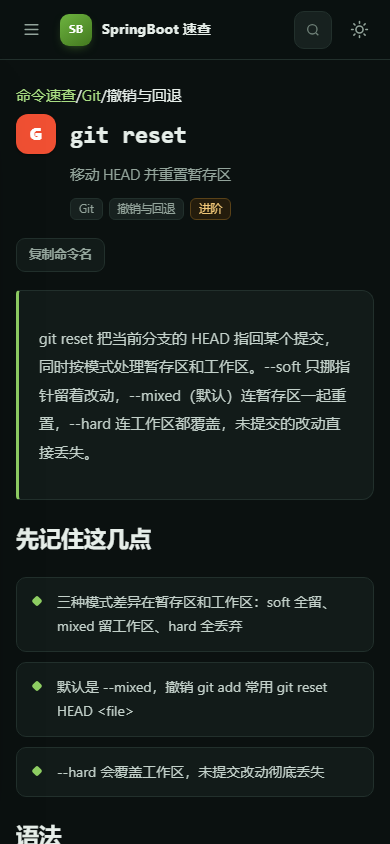 SB SpringBoot 速查
命令速查/Git/撤销与回退
G git reset
移动 HEAD 并重置暂存区
Git 撤销与回退 进阶
复制命令名
git reset 把当前分支的 HEAD 指回某个提交，
同时按模式处理暂存区和工作区。--soft 只挪指
针留着改动，--mixed（默认）连暂存区一起重
置，--hard 连工作区都覆盖，未提交的改动直
接丢失。
先记住这几点
三种模式差异在暂存区和工作区：soft 全留、
mixed 留工作区、hard 全丢弃
默认是 --mixed，撤销 git add 常用 git reset
HEAD <file>
--hard 会覆盖工作区，未提交改动彻底丢失
语法